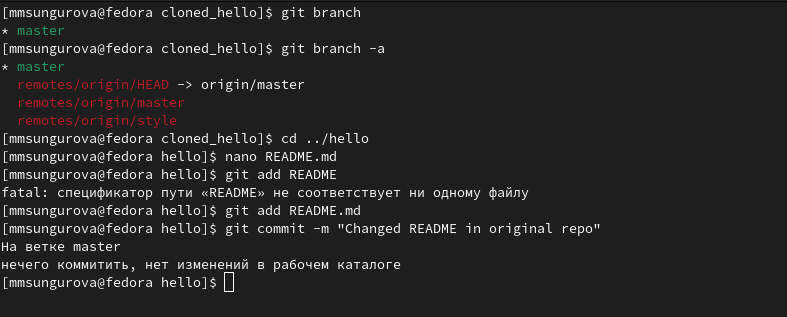 [mmsungurova@fedora cloned_hello]$ git branch
* master
[mmsungurova@fedora cloned_hello]$ git branch -a
* master
  remotes/origin/HEAD -> origin/master
  remotes/origin/master
  remotes/origin/style
[mmsungurova@fedora cloned_hello]$ cd ../hello
[mmsungurova@fedora hello]$ nano README.md
[mmsungurova@fedora hello]$ git add README
fatal: спецификатор пути «README» не соответствует ни одному файлу
[mmsungurova@fedora hello]$ git add README.md
[mmsungurova@fedora hello]$ git commit -m "Changed README in original repo"
На ветке master
нечего коммитить, нет изменений в рабочем каталоге
[mmsungurova@fedora hello]$